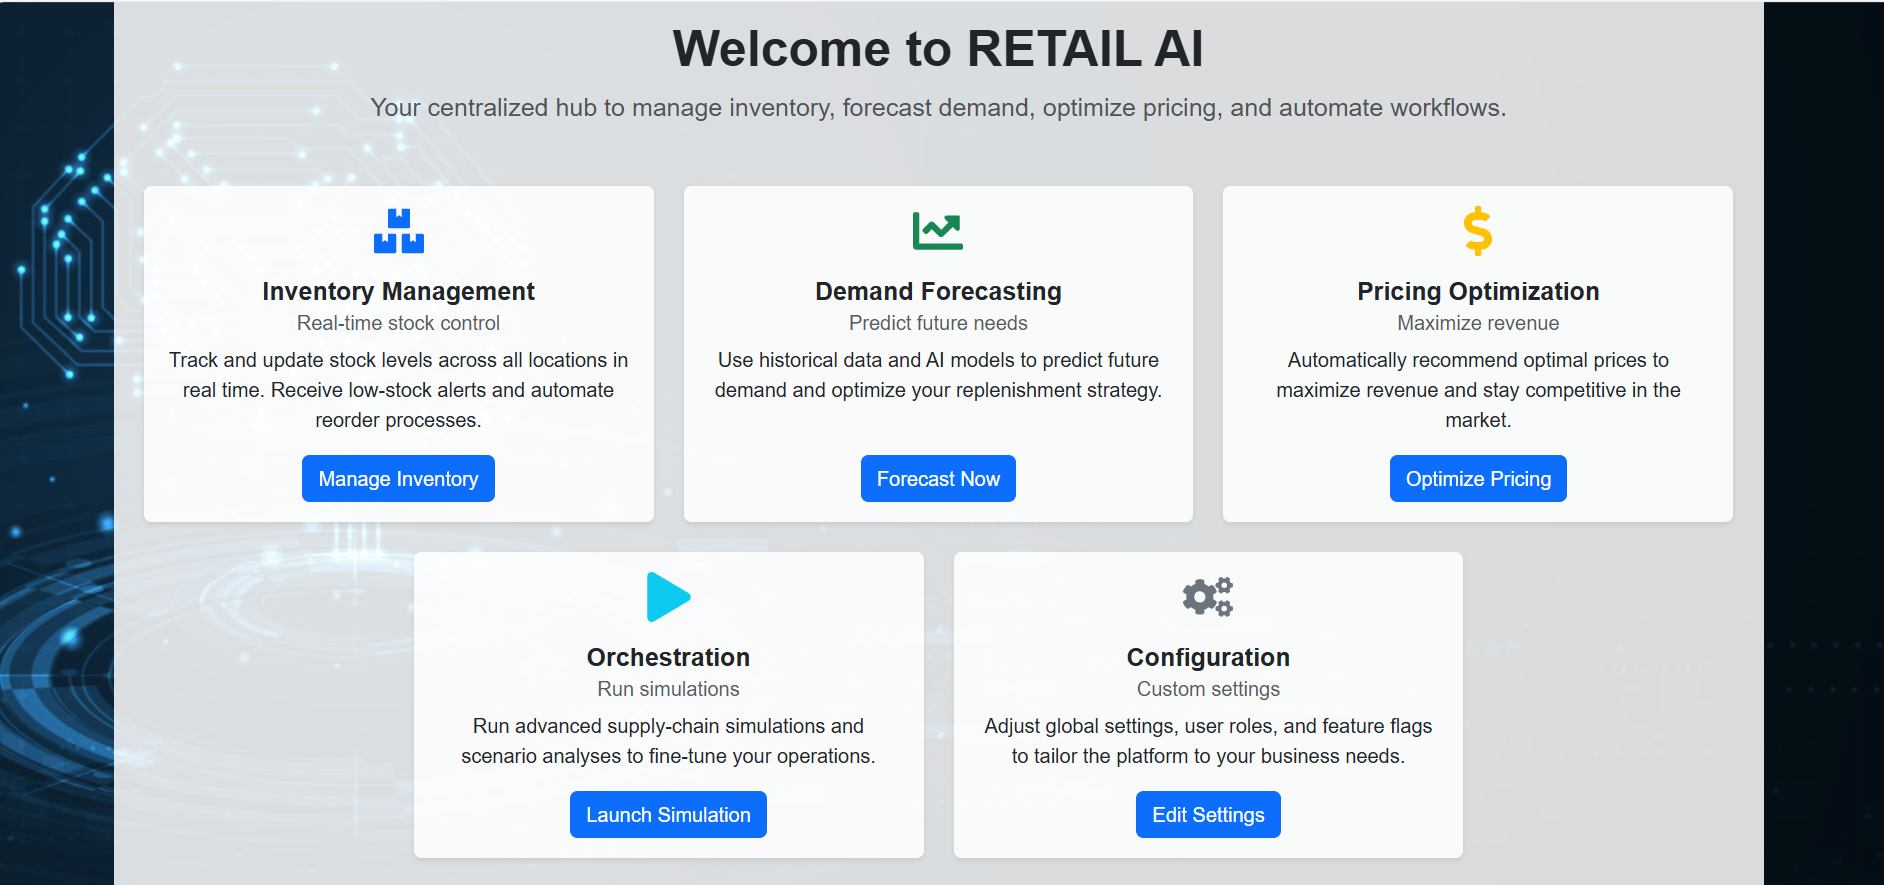 Welcome to RETAIL AI
Your centralized hub to manage inventory, forecast demand, optimize pricing, and automate workflows.
Inventory Management
Real-time stock control
Track and update stock levels across all locations in
real time. Receive low-stock alerts and automate
reorder processes.
Manage Inventory
Demand Forecasting
Predict future needs
Use historical data and AI models to predict future
demand and optimize your replenishment strategy.
Forecast Now
Pricing Optimization
Maximize revenue
Automatically recommend optimal prices to
maximize revenue and stay competitive in the
market.
Optimize Pricing
Orchestration
Run simulations
Run advanced supply-chain simulations and
scenario analyses to fine-tune your operations.
Launch Simulation
Configuration
Custom settings
Adjust global settings, user roles, and feature flags
to tailor the platform to your business needs.
Edit Settings